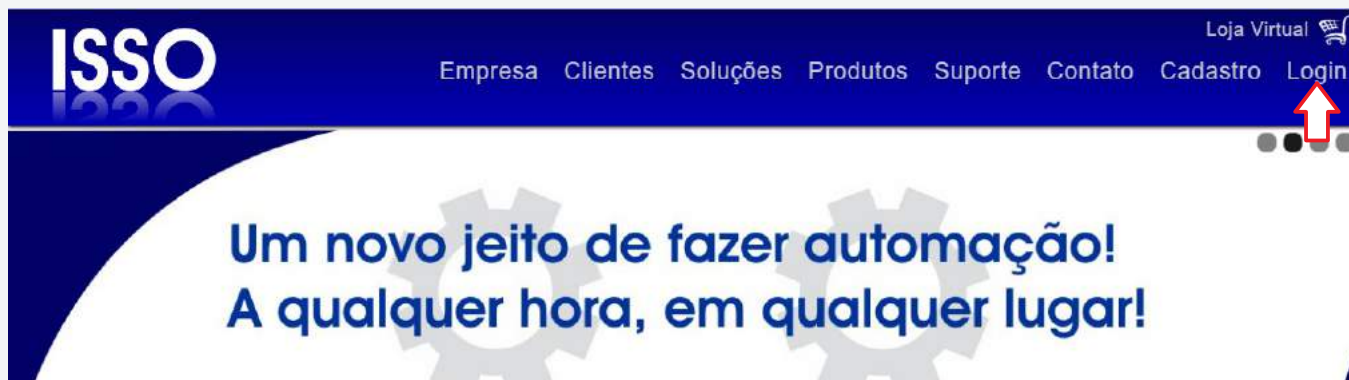 Loja Virtual
ISSO
Empresa Clientes Soluções Produtos Suporte Contato Cadastro Login
Um novo jeito de fazer automação!
A qualquer hora, em qualquer lugar!